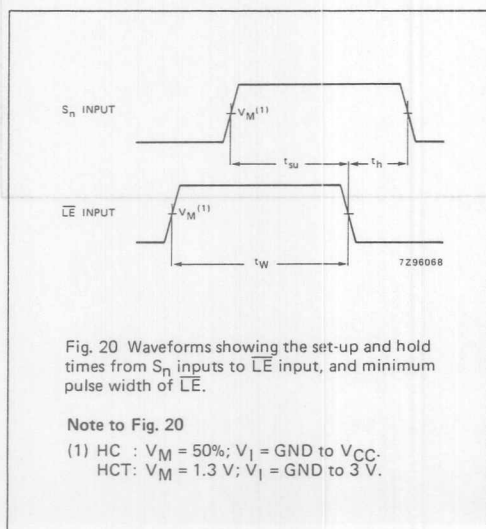 Sn INPUT
VM(1)
tsu
th
LE INPUT
VM(1)
7Z96068
tW
Fig. 20 Waveforms showing the set-up and hold
times from Sn inputs to LE input, and minimum
pulse width of LE.
Note to Fig. 20
(1) HC : VM = 50%; VI = GND to VCC.
HCT: VM = 1.3 V; VI = GND to 3 V.